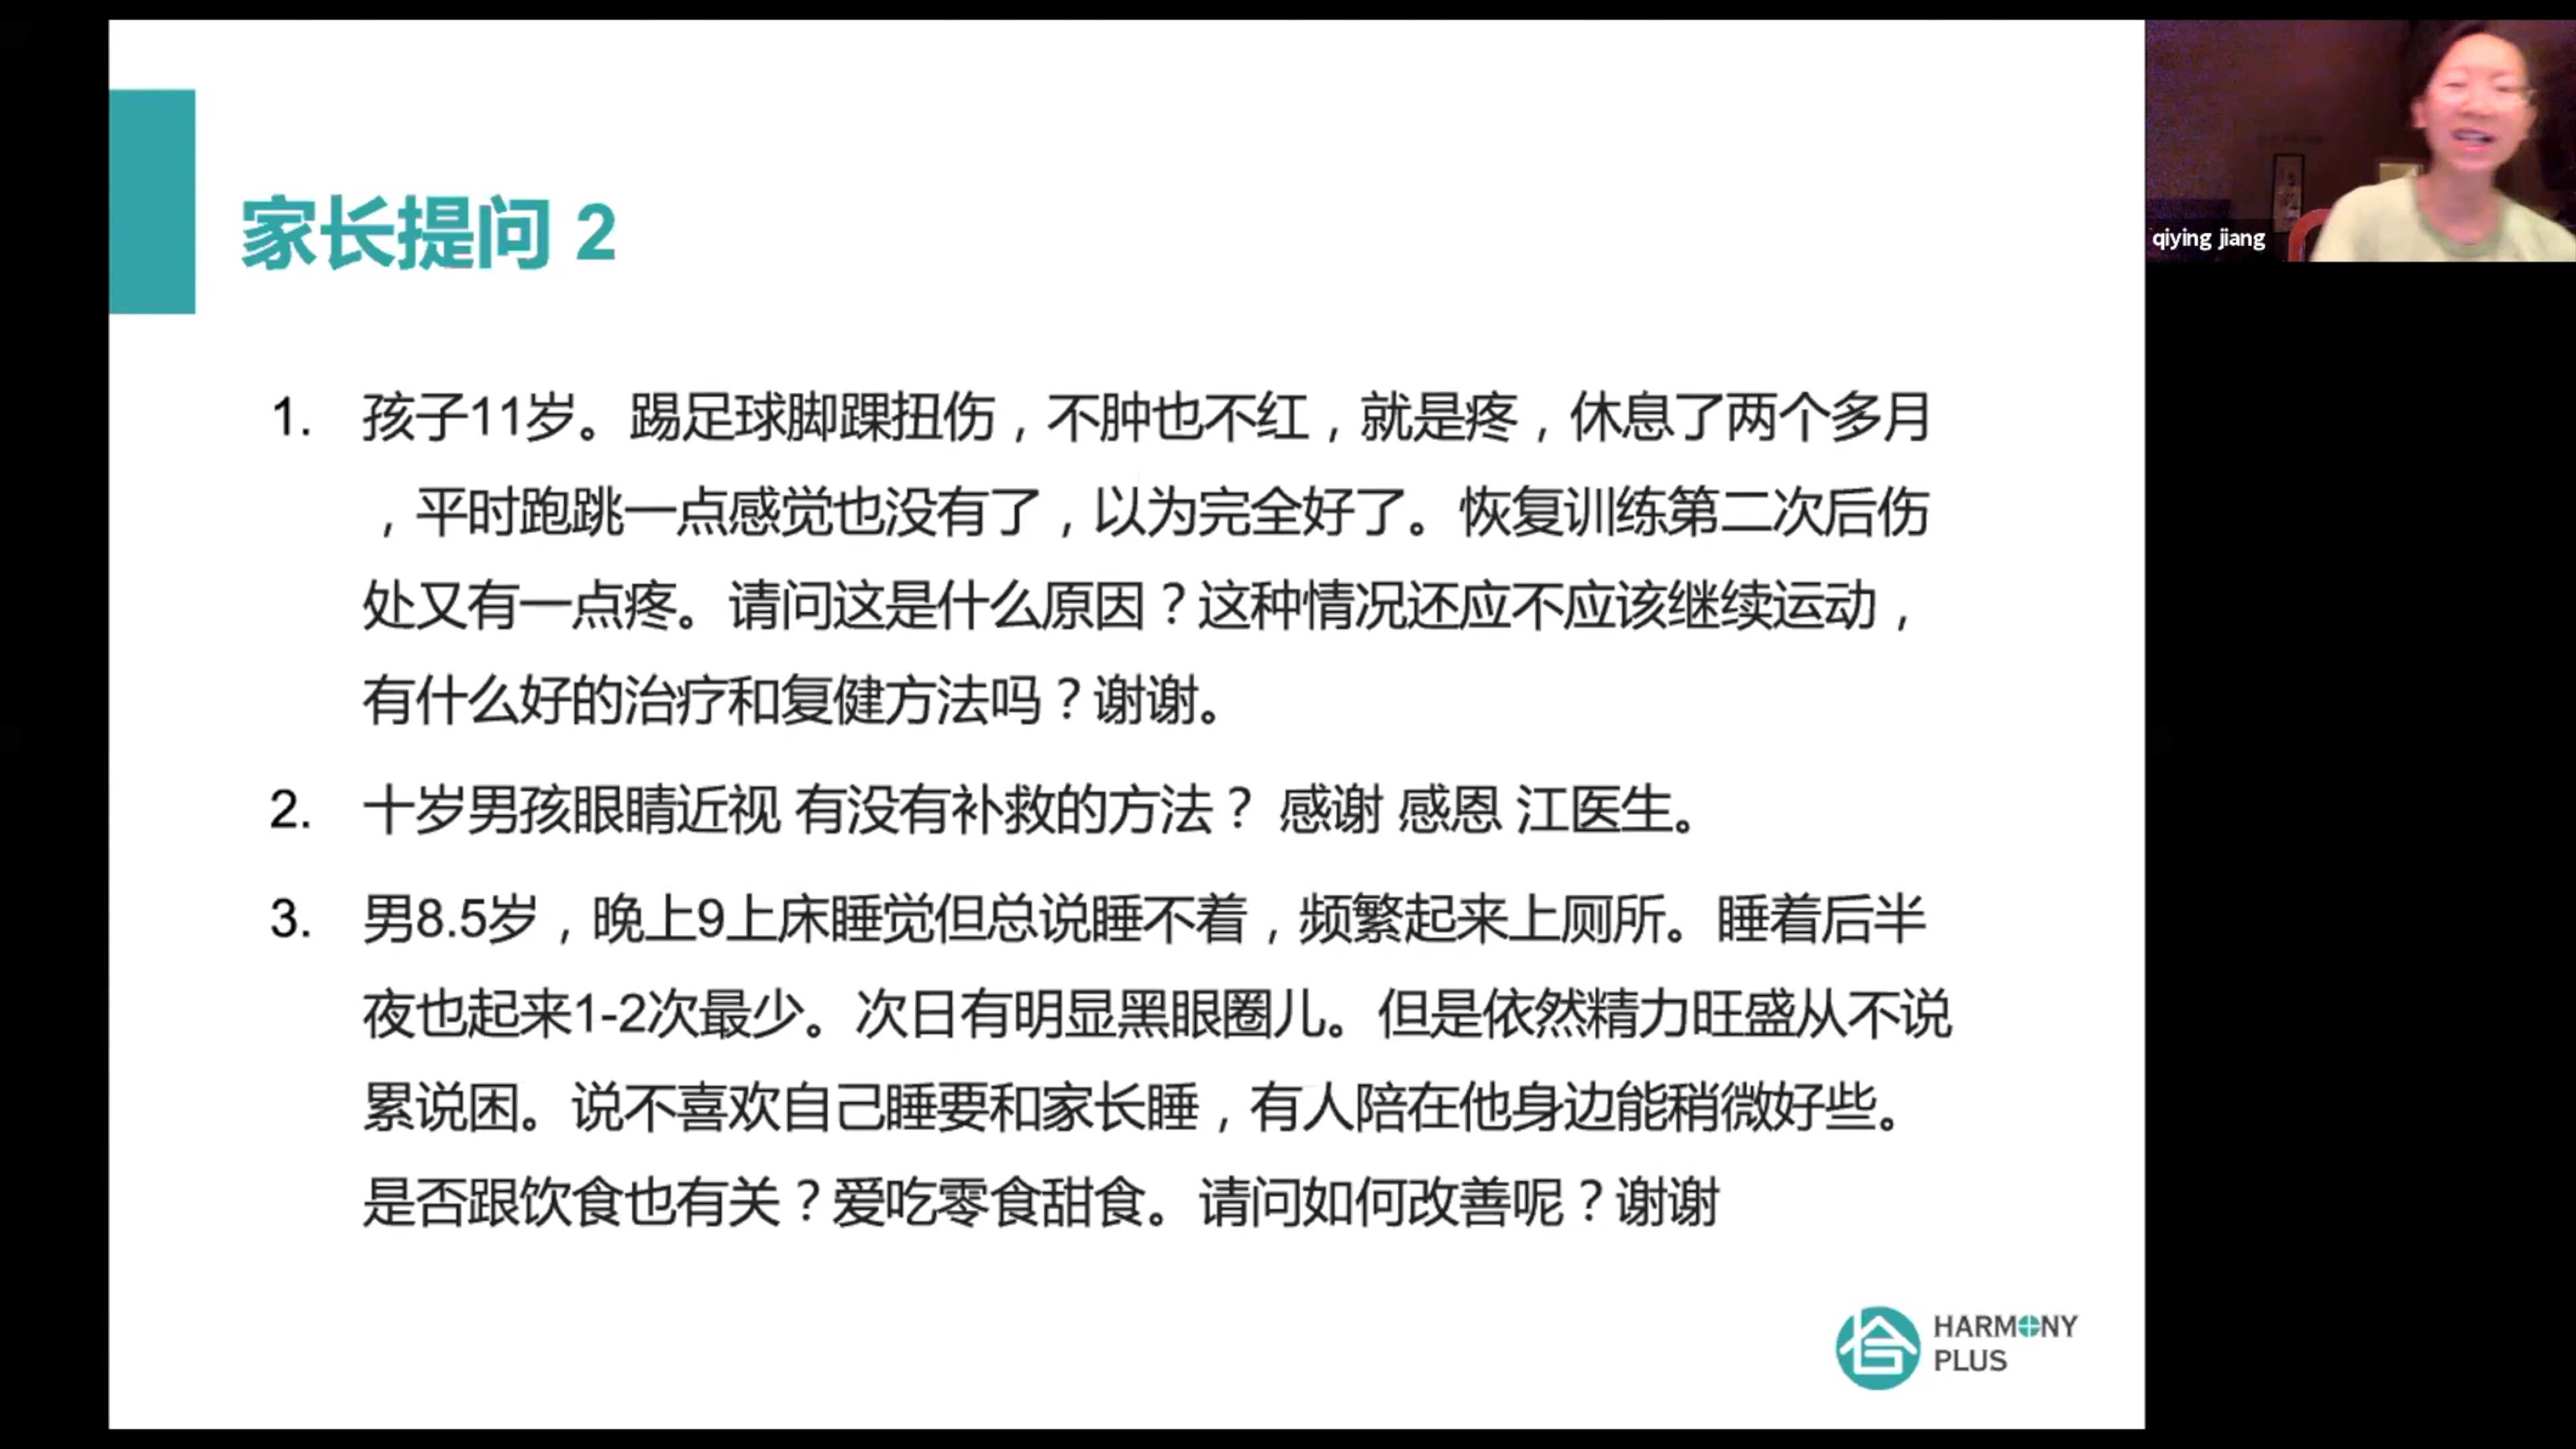 家长提问 2
1. 孩子11岁。踢足球脚踝扭伤，不肿也不红，就是疼，休息了两个多月
，平时跑跳一点感觉也没有了，以为完全好了。恢复训练第二次后伤
处又有一点疼。请问这是什么原因？这种情况还应不应该继续运动，
有什么好的治疗和复健方法吗？谢谢。
2. 十岁男孩眼睛近视 有没有补救的方法？ 感谢 感恩 江医生。
3. 男8.5岁，晚上9上床睡觉但总说睡不着，频繁起来上厕所。睡着后半
夜也起来1-2次最少。次日有明显黑眼圈儿。但是依然精力旺盛从不说
累说困。说不喜欢自己睡要和家长睡，有人陪在他身边能稍微好些。
是否跟饮食也有关？爱吃零食甜食。请问如何改善呢？谢谢
HARMONY
PLUS
qiying jiang